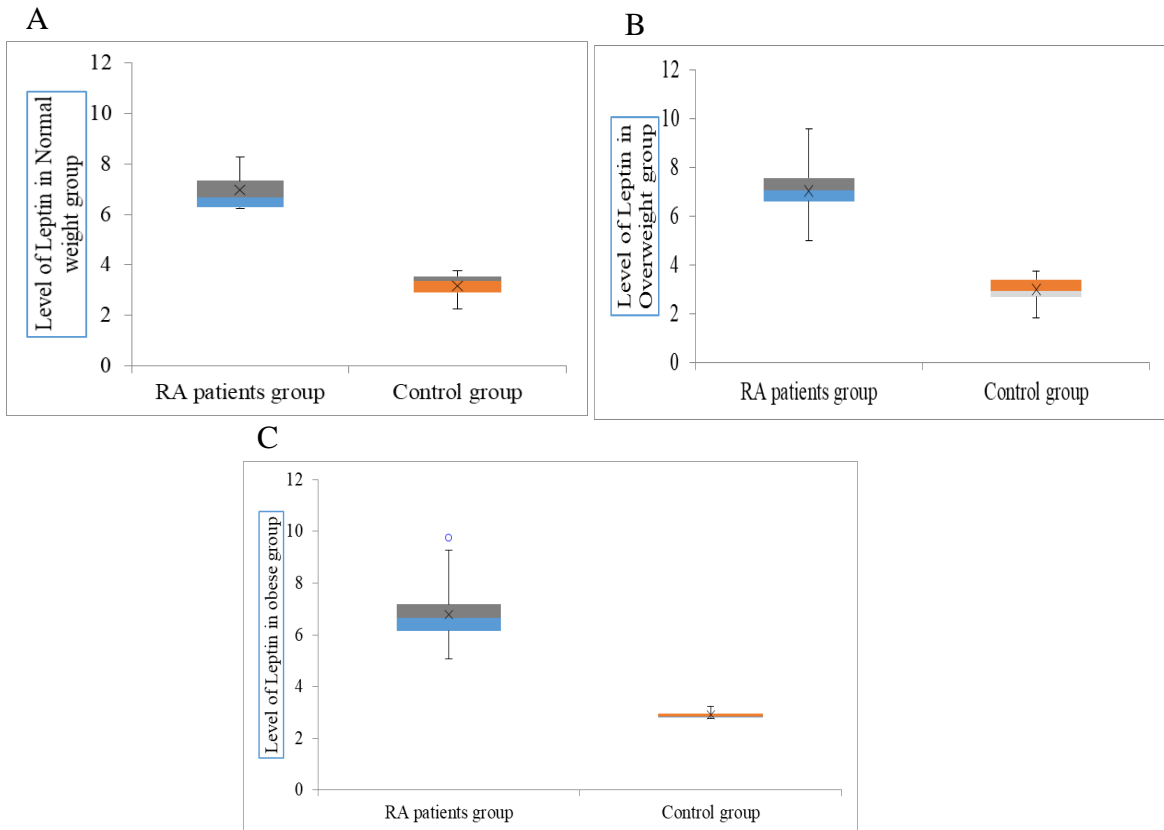 A
Level of Leptin in Normal
weight group
12
10
8
6
4
2
0
RA patients group
Control group
B
Level of Leptin in
Overweight group
12
10
8
6
4
2
0
RA patients group
Control group
C
Level of Leptin in obese group
12
10
8
6
4
2
0
RA patients group
Control group